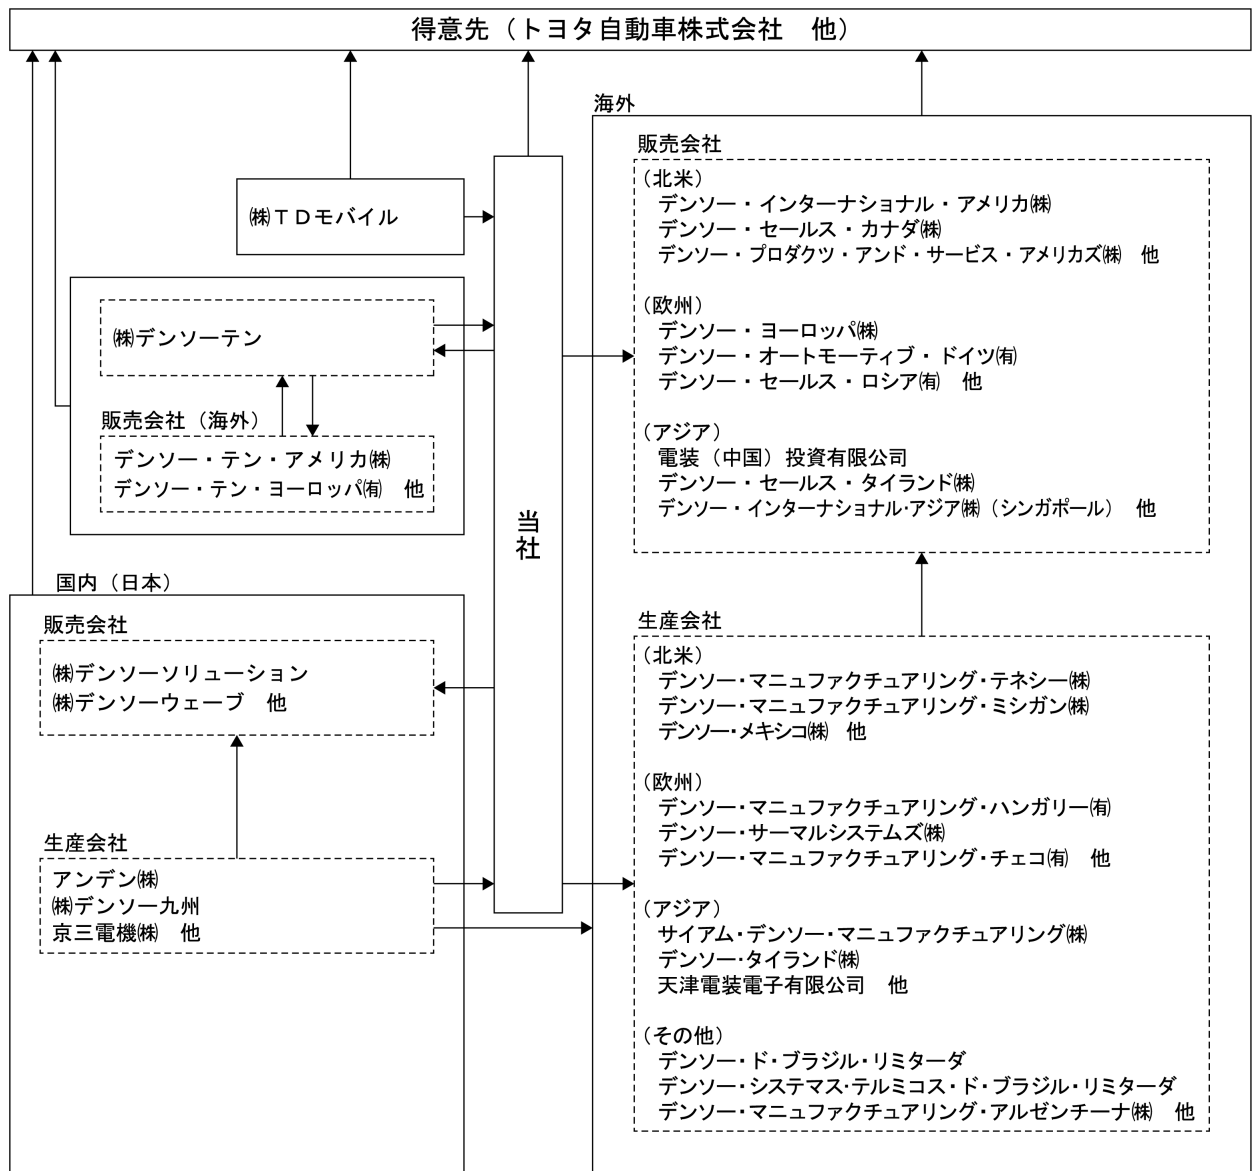 得意先（トヨタ自動車株式会社　他）
㈱ＴＤモバイル
㈱デンソーテン
販売会社（海外）
デンソー・テン・アメリカ㈱
デンソー・テン・ヨーロッパ㈲　他
国内（日本）
販売会社
㈱デンソーソリューション
㈱デンソーウェーブ　他
生産会社
アンデン㈱
㈱デンソー九州
京三電機㈱　他
当社
海外
販売会社
（北米）
デンソー・インターナショナル・アメリカ㈱
デンソー・セールス・カナダ㈱
デンソー・プロダクツ・アンド・サービス・アメリカズ㈱　他
（欧州）
デンソー・ヨーロッパ㈱
デンソー・オートモーティブ・ドイツ㈲
デンソー・セールス・ロシア㈲　他
（アジア）
電装（中国）投資有限公司
デンソー・セールス・タイランド㈱
デンソー・インターナショナル・アジア㈱（シンガポール）　他
生産会社
（北米）
デンソー・マニュファクチュアリング・テネシー㈱
デンソー・マニュファクチュアリング・ミシガン㈱
デンソー・メキシコ㈱　他
（欧州）
デンソー・マニュファクチュアリング・ハンガリー㈲
デンソー・サーマルシステムズ㈱
デンソー・マニュファクチュアリング・チェコ㈲　他
（アジア）
サイアム・デンソー・マニュファクチュアリング㈱
デンソー・タイランド㈱
天津電装電子有限公司　他
（その他）
デンソー・ド・ブラジル・リミターダ
デンソー・システマス・テルミコス・ド・ブラジル・リミターダ
デンソー・マニュファクチュアリング・アルゼンチーナ㈱　他